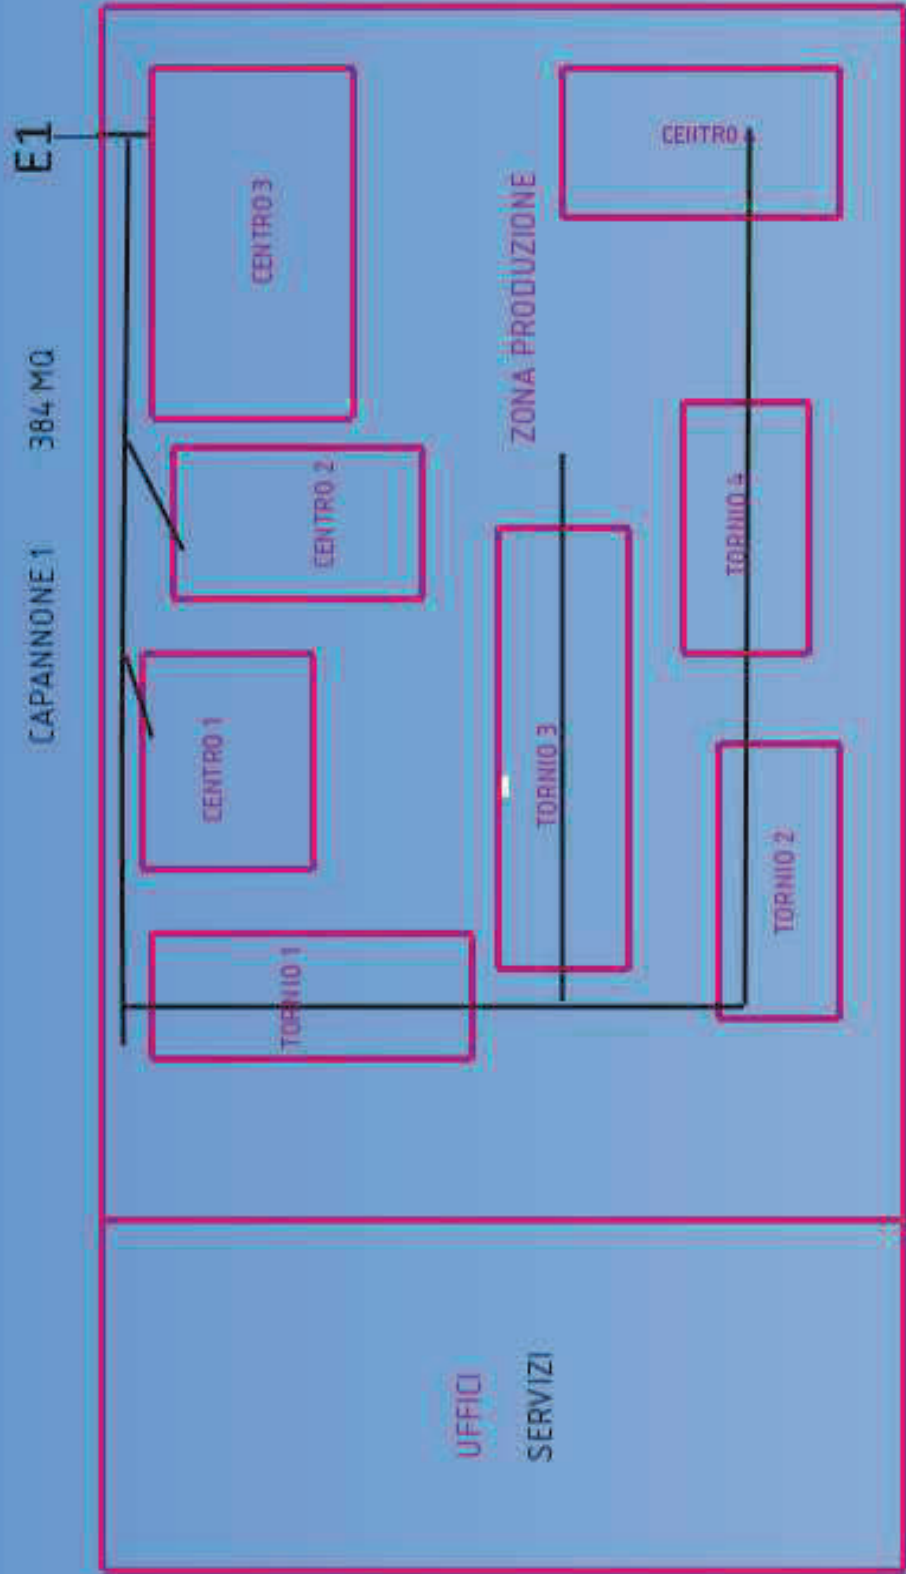 CAPANNONE 1 384 MQ E1
CENTRO 3
CENTRO 2
CENTRO 1
TORNIO 1
ZONA PRODUZIONE
TORNIO 3
CENTRO
TORNIO 4
TORNIO 2
UFFICI
SERVIZI